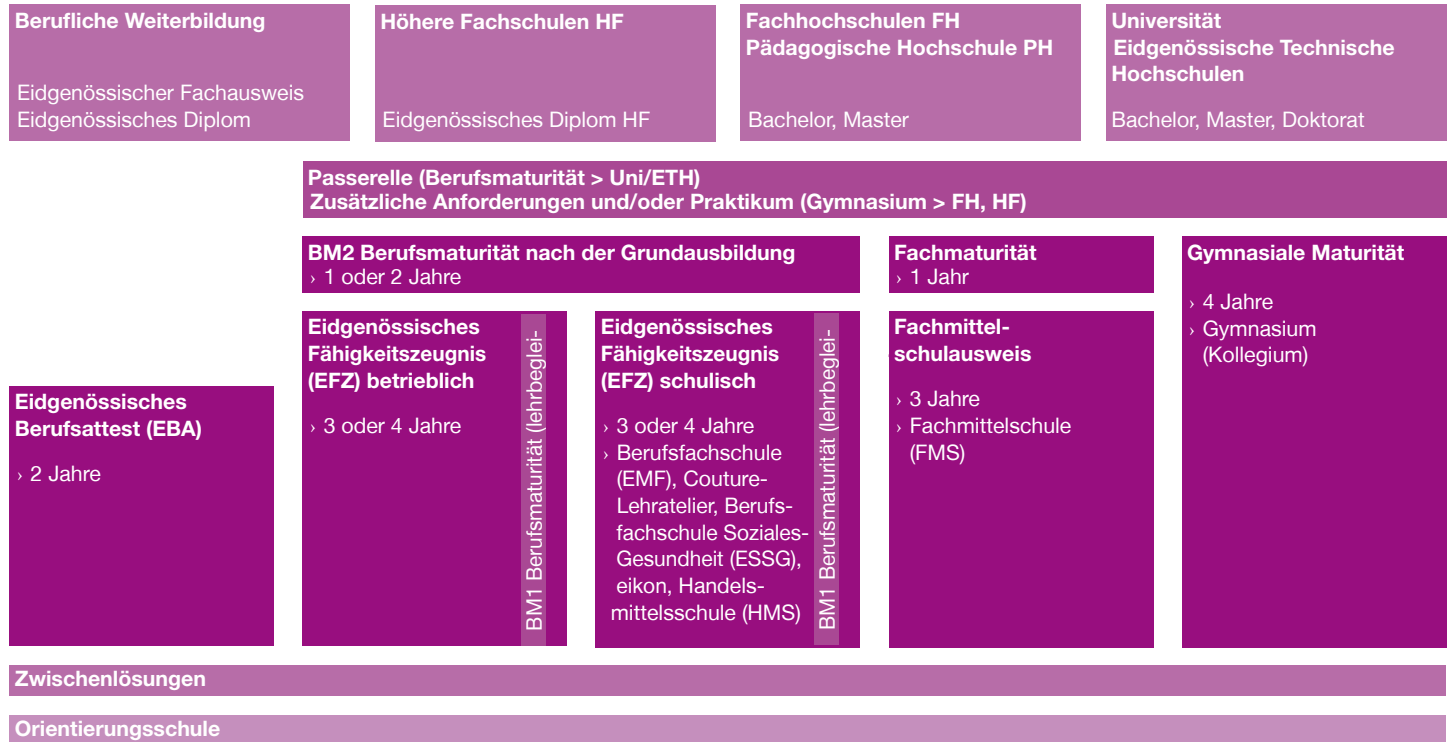 Berufliche Weiterbildung
Eidgenössischer Fachausweis
Eidgenössisches Diplom
Höhere Fachschulen HF
Eidgenössisches Diplom HF
Fachhochschulen FH
Pädagogische Hochschule PH
Bachelor, Master
Universität
Eidgenössische Technische
Hochschulen
Bachelor, Master, Doktorat
Passerelle (Berufsmaturität > Uni/ETH)
Zusätzliche Anforderungen und/oder Praktikum (Gymnasium > FH, HF)
BM2 Berufsmaturität nach der Grundausbildung
› 1 oder 2 Jahre
Fachmaturität
› 1 Jahr
Gymnasiale Maturität
› 4 Jahre
› Gymnasium
(Kollegium)
Eidgenössisches
Berufsattest (EBA)
› 2 Jahre
Eidgenössisches
Fähigkeitszeugnis
(EFZ) betrieblich
› 3 oder 4 Jahre
BM1 Berufsmaturität (lehrbeglei-
Eidgenössisches
Fähigkeitszeugnis
(EFZ) schulisch
› 3 oder 4 Jahre
› Berufsfachschule
(EMF), Couture-
Lehratelier, Berufs-
fachschule Soziales-
Gesundheit (ESSG),
eikon, Handels-
mittelsschule (HMS)
BM1 Berufsmaturität (lehrbeglei-
Fachmittel-
schulausweis
› 3 Jahre
› Fachmittelschule
(FMS)
Zwischenlösungen
Orientierungsschule